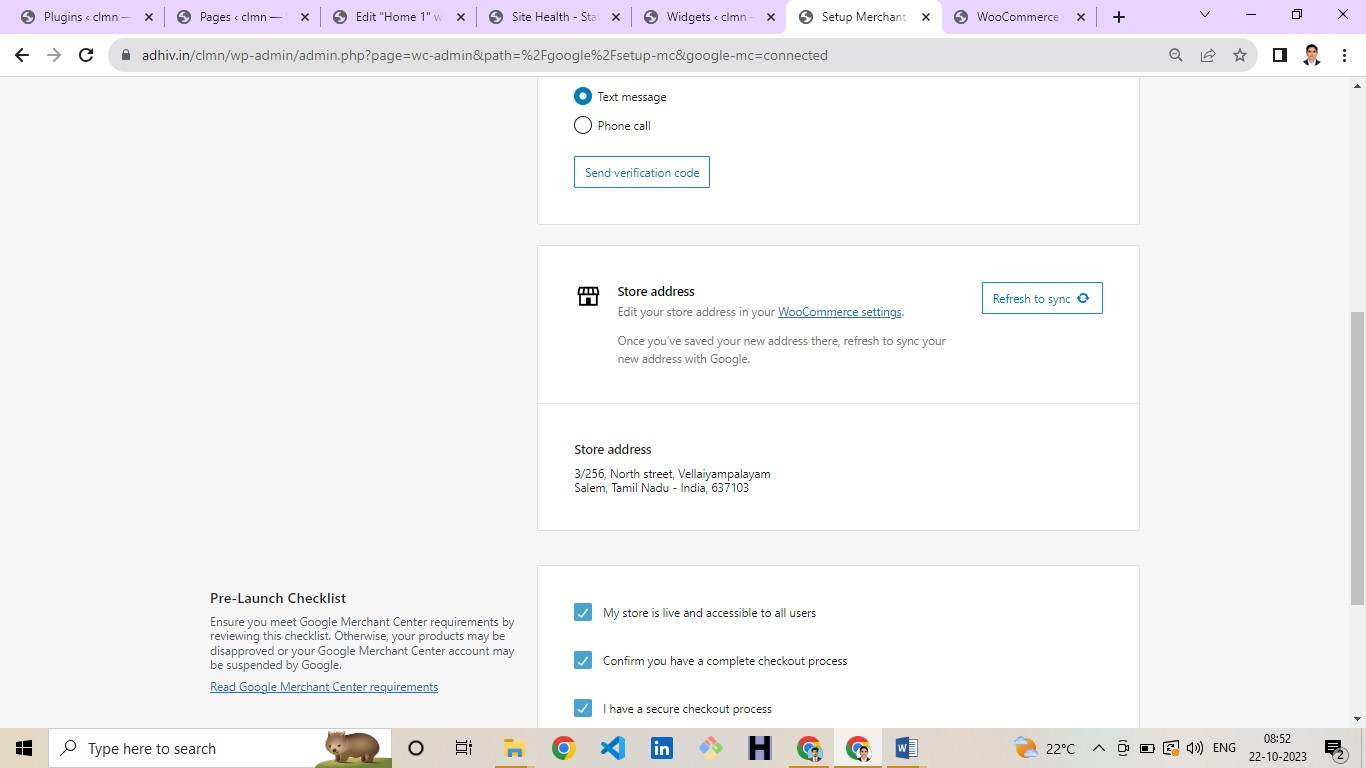 Plugins ‹ clmn —
Pages ‹ clmn —
Edit "Home 1" w
Site Health - Sta
Widgets ‹ clmn -
Setup Merchant
WooCommerce
adhiv.in/clmn/wp-admin/admin.php?page=wc-admin&path=%2Fgoogle%2Fsetup-mc&google-mc=connected
Text message
Phone call
Send verification code
Store address
Edit your store address in your WooCommerce settings.
Once you've saved your new address there, refresh to sync your
new address with Google.
Refresh to sync
Store address
3/256, North street, Vellaiyampalayam
Salem, Tamil Nadu - India, 637103
Pre-Launch Checklist
Ensure you meet Google Merchant Center requirements by
reviewing this checklist. Otherwise, your products may be
disapproved or your Google Merchant Center account may
be suspended by Google.
Read Google Merchant Center requirements
My store is live and accessible to all users
Confirm you have a complete checkout process
I have a secure checkout process
Type here to search
22°C
ENG
08:52
22-10-2023
2